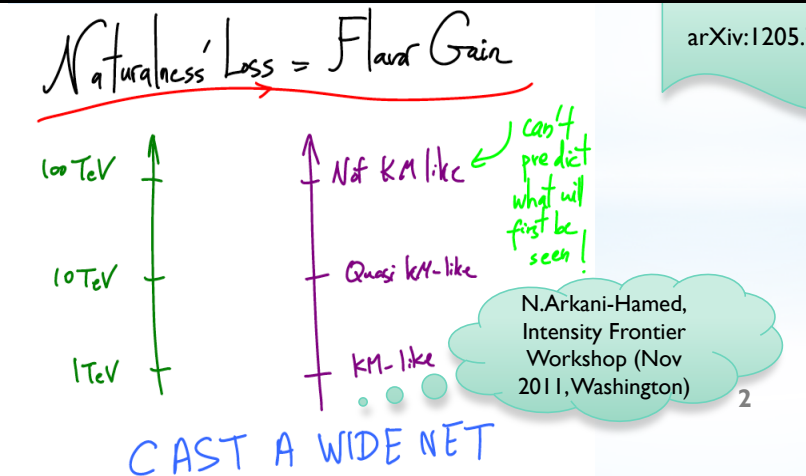 Naturalness' Loss = Flavor Gain
arXiv:1205.
100 TeV
Not KM like
can't
predict
what will
first be
seen!
10 TeV
Quasi KM-like
1 TeV
KM-like
N.Arkani-Hamed,
Intensity Frontier
Workshop (Nov
2011,Washington)
2
CAST A WIDE NET